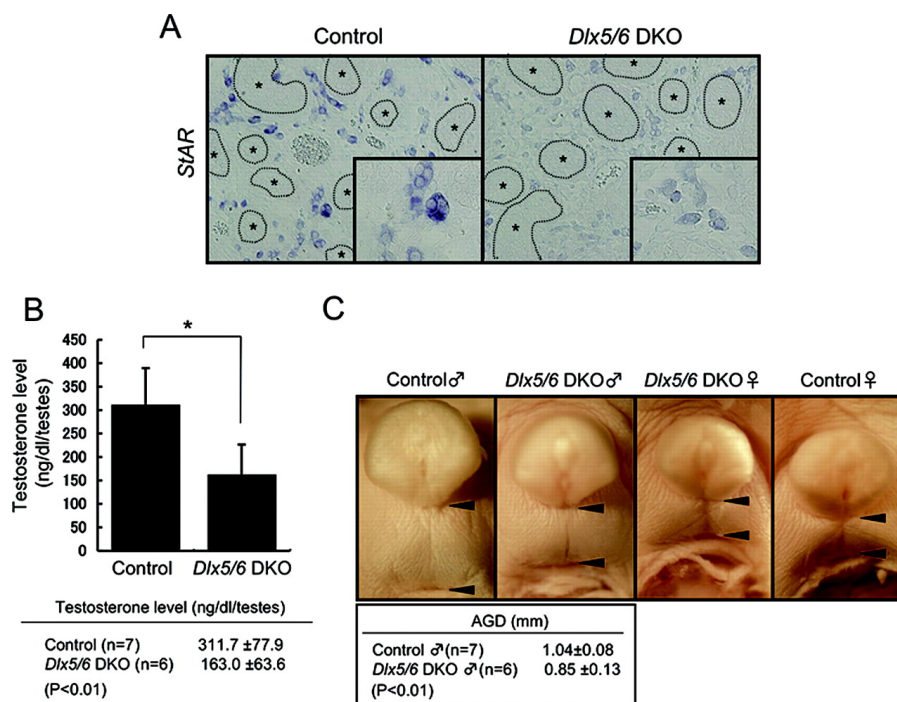 A
Control
Dlx5/6 DKO
StAR
* * * * * * * * *
* * * * * * * *
B
*
Testosterone level
(ng/dl/testes)
450
400
350
300
250
200
150
100
50
0
Control
Dlx5/6 DKO
Testosterone level (ng/dl/testes)
Control (n=7) 311.7 ±77.9
Dlx5/6 DKO (n=6) 163.0 ±63.6
(P<0.01)
C
Control♂
Dlx5/6 DKO♂
Dlx5/6 DKO♀
Control♀
AGD (mm)
Control ♂(n=7) 1.04±0.08
Dlx5/6 DKO ♂(n=6) 0.85 ±0.13
(P<0.01)